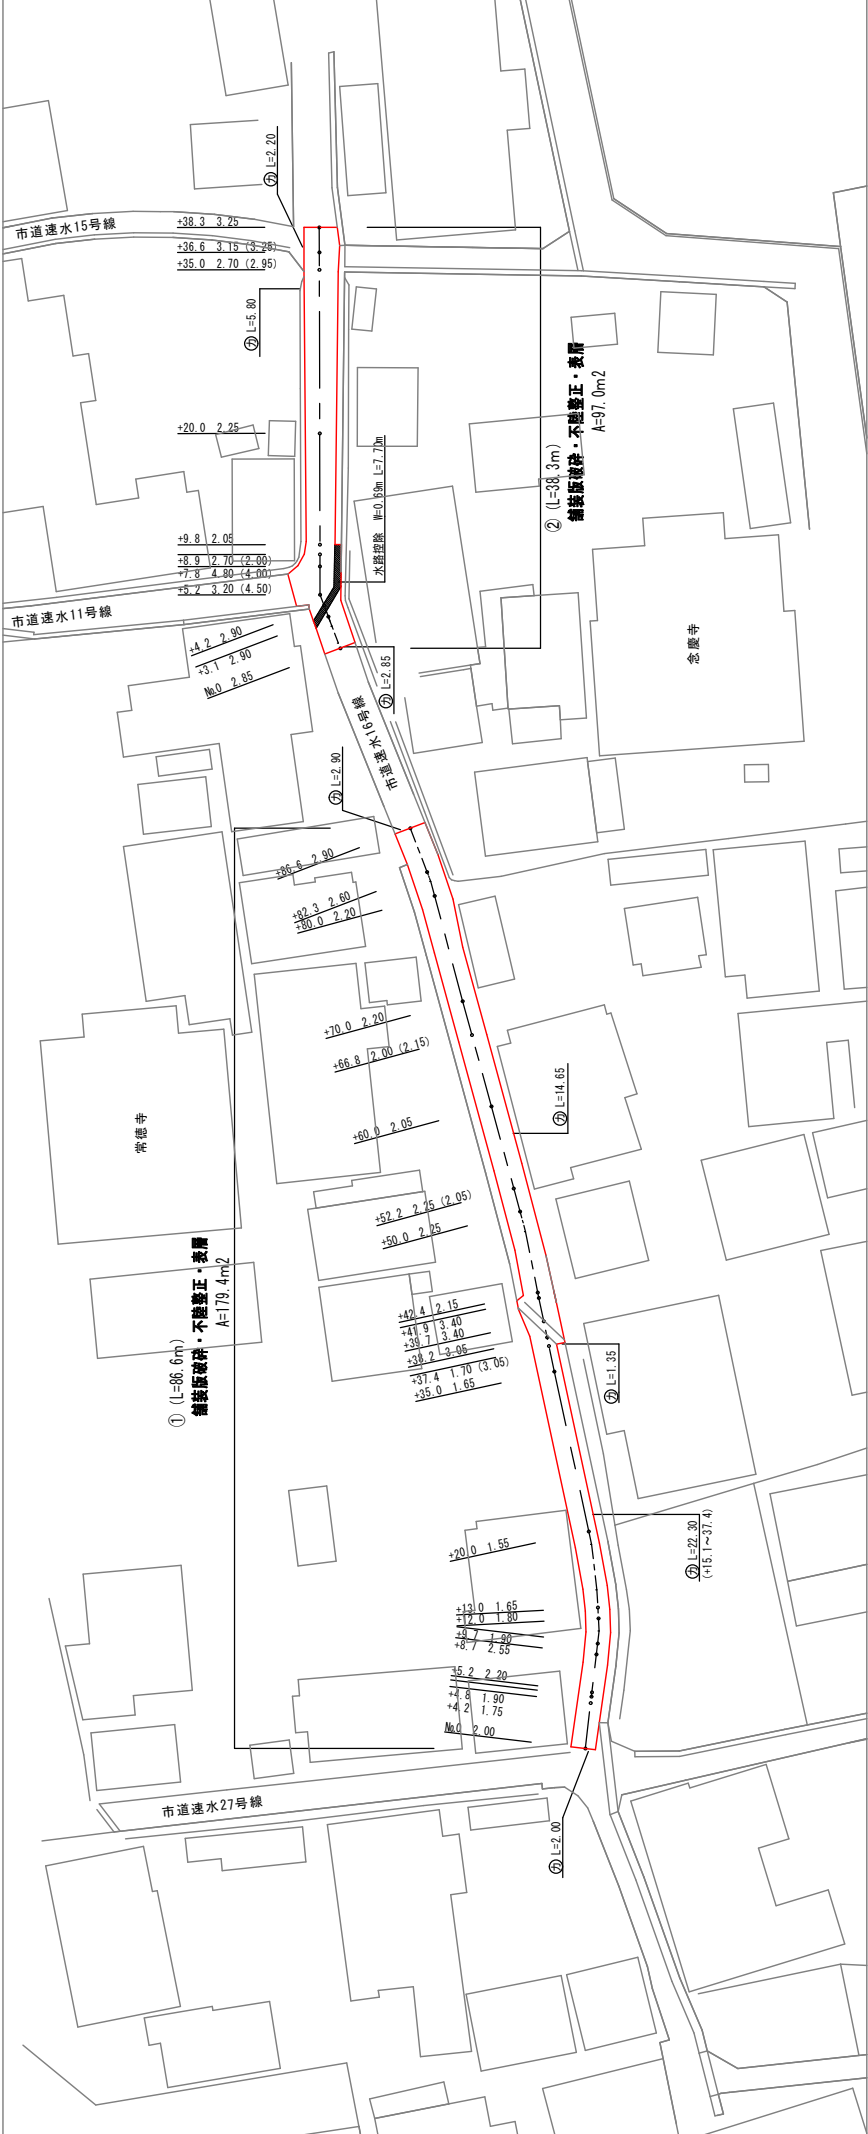 市道速水15号線
+38.3 3.25
+36.6 3.15 (3.25)
+35.0 2.70 (2.95)
㋕ L=2.20
㋕ L=5.80
+20.0 2.25
+9.8 2.05
+8.9 2.70 (2.00)
+7.8 4.80 (4.00)
+5.2 3.20 (4.50)
水路控除 W=0.69m L=7.70m
② (L=38.3m)
舗装版破砕・不陸整正・表層
A=97.0m2
市道速水11号線
+4.2 2.90
+3.1 2.90
No.0 2.85
㋕ L=2.85
念慶寺
市道速水16号線
㋕ L=2.90
+86.6 2.90
+82.3 2.60
+80.0 2.20
+70.0 2.20
+66.8 2.00 (2.15)
+60.0 2.05
㋕ L=14.65
常徳寺
+52.2 2.25 (2.05)
+50.0 2.25
① (L=86.6m)
舗装版破砕・不陸整正・表層
A=179.4m2
+42.4 2.15
+41.9 3.40
+39.7 3.40
+38.2 3.05
+37.4 1.70 (3.05)
+35.0 1.65
㋕ L=1.35
㋕ L=22.30
(+15.1～37.4)
+20.0 1.55
+13.0 1.65
+12.0 1.80
+9.7 1.90
+8.7 2.55
+5.2 2.20
+4.8 1.90
+4.2 1.75
No.0 2.00
市道速水27号線
㋕ L=2.00